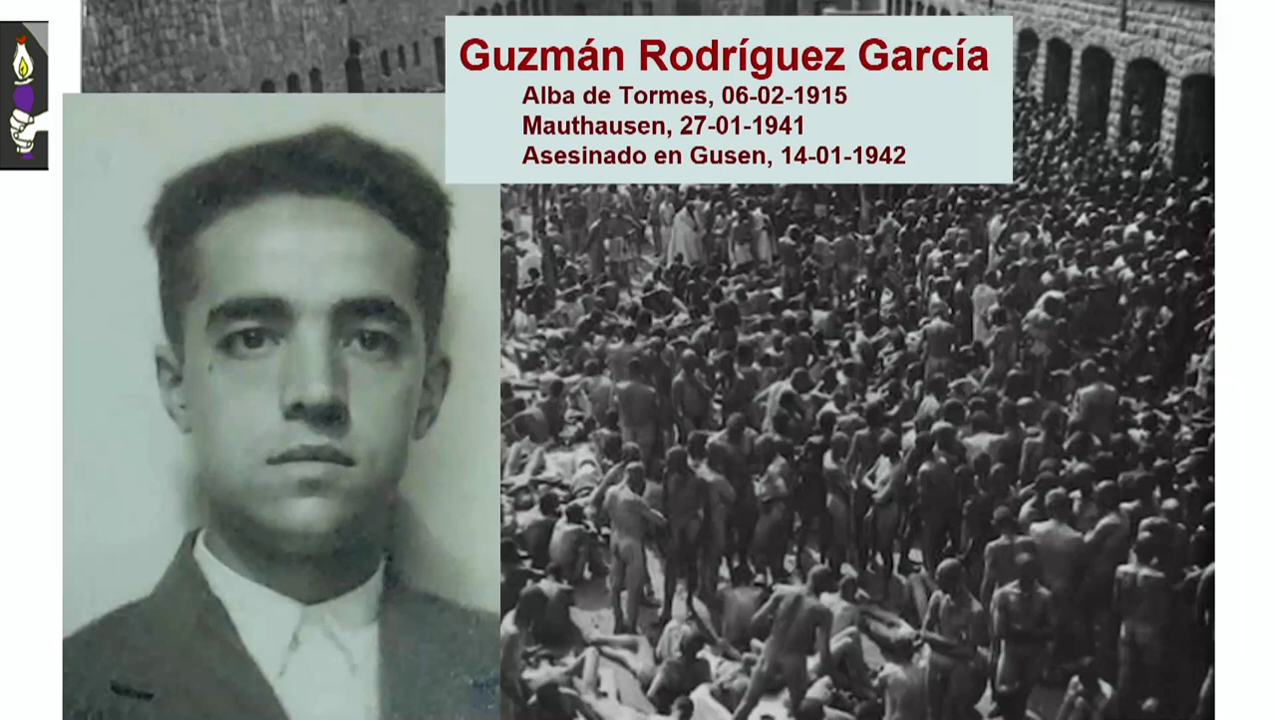 Guzmán Rodríguez García
Alba de Tormes, 06-02-1915
Mauthausen, 27-01-1941
Asesinado en Gusen, 14-01-1942